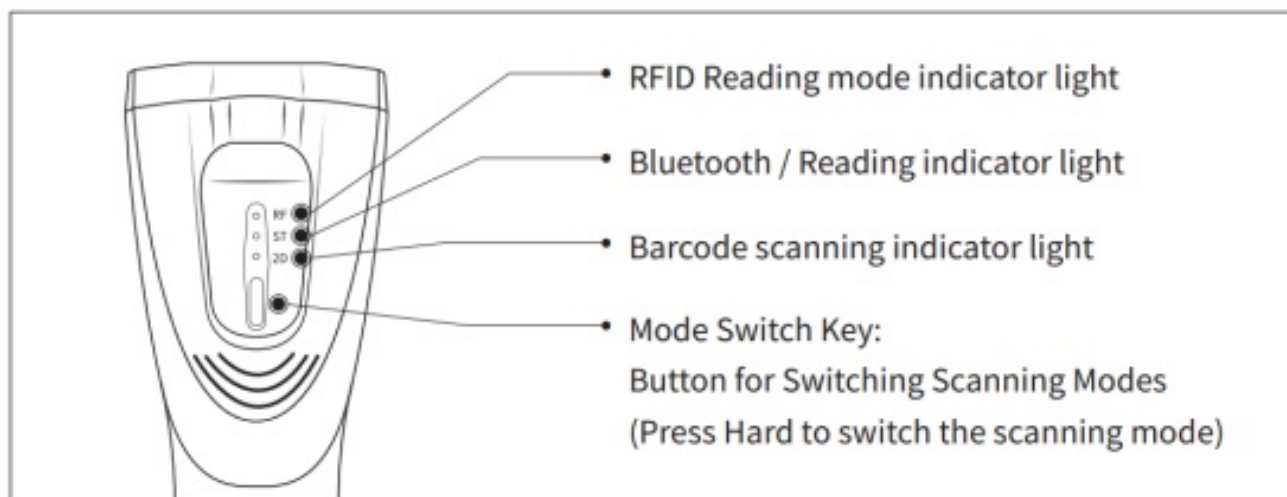 RFID Reading mode indicator light
Bluetooth / Reading indicator light
RF
ST
2D
Barcode scanning indicator light
Mode Switch Key:
Button for Switching Scanning Modes
(Press Hard to switch the scanning mode)